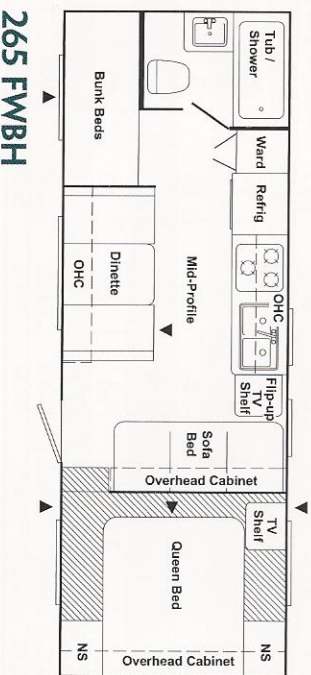 265 FWBH
Tub /
Shower
Ward
Refrig
Bunk Beds
Dinette
OHC
Mid-Profile
OHC
Flip-up
TV
Shelf
Sofa
Bed
Overhead Cabinet
TV
Shelf
Queen Bed
NS
NS
Overhead Cabinet